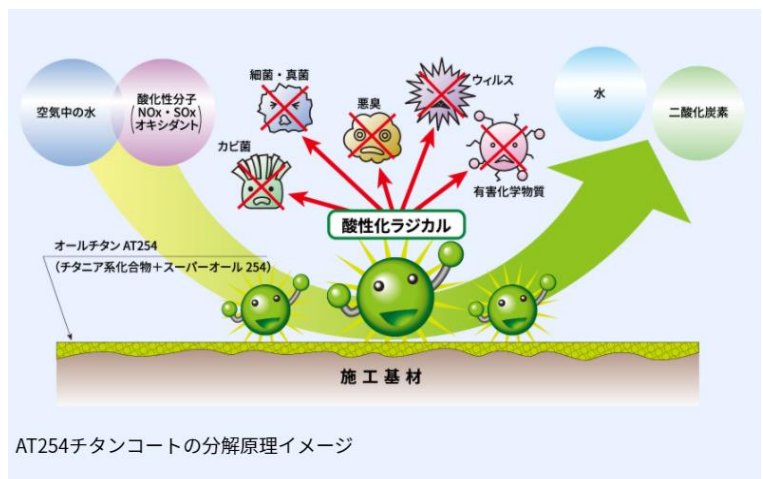 空気中の水
酸化性分子
(NOx・SOx
オキシダント)
細菌・真菌
カビ菌
悪臭
ウィルス
有害化学物質
水
二酸化炭素
酸性化ラジカル
オールチタン AT254
(チタニア系化合物+スーパーオール 254)
施工基材
AT254チタンコートの分解原理イメージ